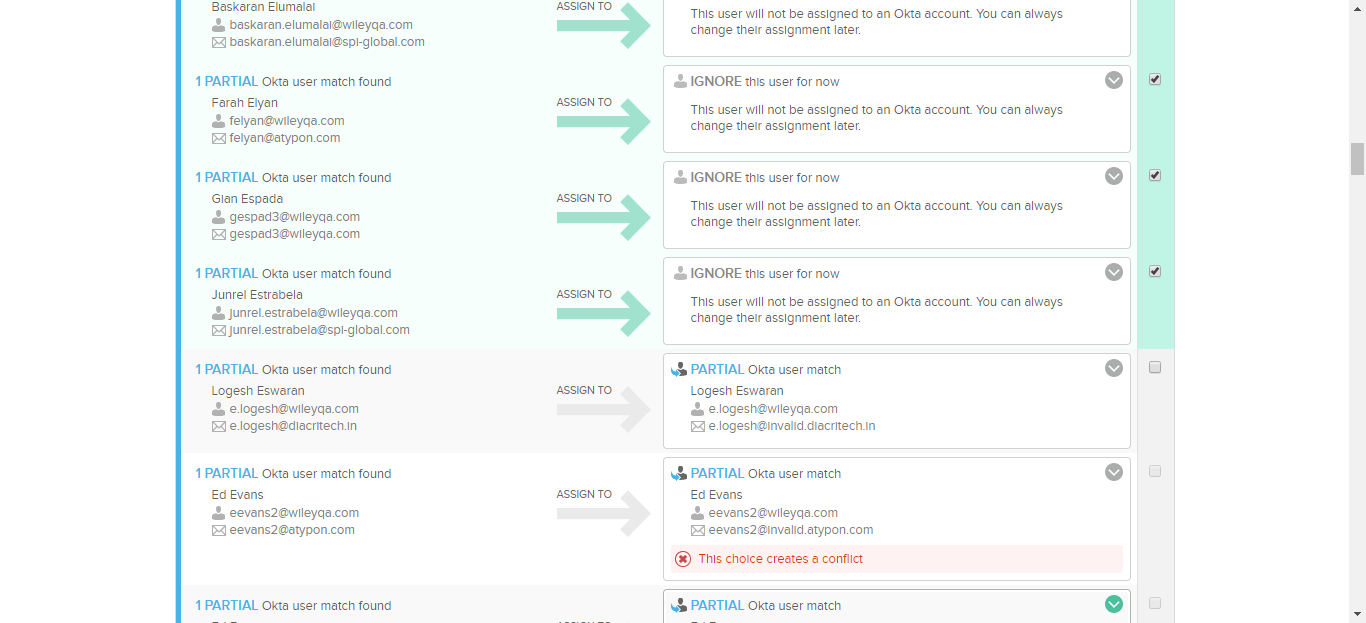 Baskaran Elumalai
baskaran.elumalai@wileyqa.com
baskaran.elumalai@spi-global.com
ASSIGN TO
This user will not be assigned to an Okta account. You can always
change their assignment later.
1 PARTIAL Okta user match found
Farah Elyan
felyan@wileyqa.com
felyan@atypon.com
ASSIGN TO
IGNORE this user for now
This user will not be assigned to an Okta account. You can always
change their assignment later.
1 PARTIAL Okta user match found
Gian Espada
gespad3@wileyqa.com
gespad3@wileyqa.com
ASSIGN TO
IGNORE this user for now
This user will not be assigned to an Okta account. You can always
change their assignment later.
1 PARTIAL Okta user match found
Junrel Estrabela
junrel.estrabela@wileyqa.com
junrel.estrabela@spi-global.com
ASSIGN TO
IGNORE this user for now
This user will not be assigned to an Okta account. You can always
change their assignment later.
1 PARTIAL Okta user match found
Logesh Eswaran
e.logesh@wileyqa.com
e.logesh@diacritech.in
ASSIGN TO
PARTIAL Okta user match
Logesh Eswaran
e.logesh@wileyqa.com
e.logesh@invalid.diacritech.in
1 PARTIAL Okta user match found
Ed Evans
eevans2@wileyqa.com
eevans2@atypon.com
ASSIGN TO
PARTIAL Okta user match
Ed Evans
eevans2@wileyqa.com
eevans2@invalid.atypon.com
This choice creates a conflict
1 PARTIAL Okta user match found
PARTIAL Okta user match